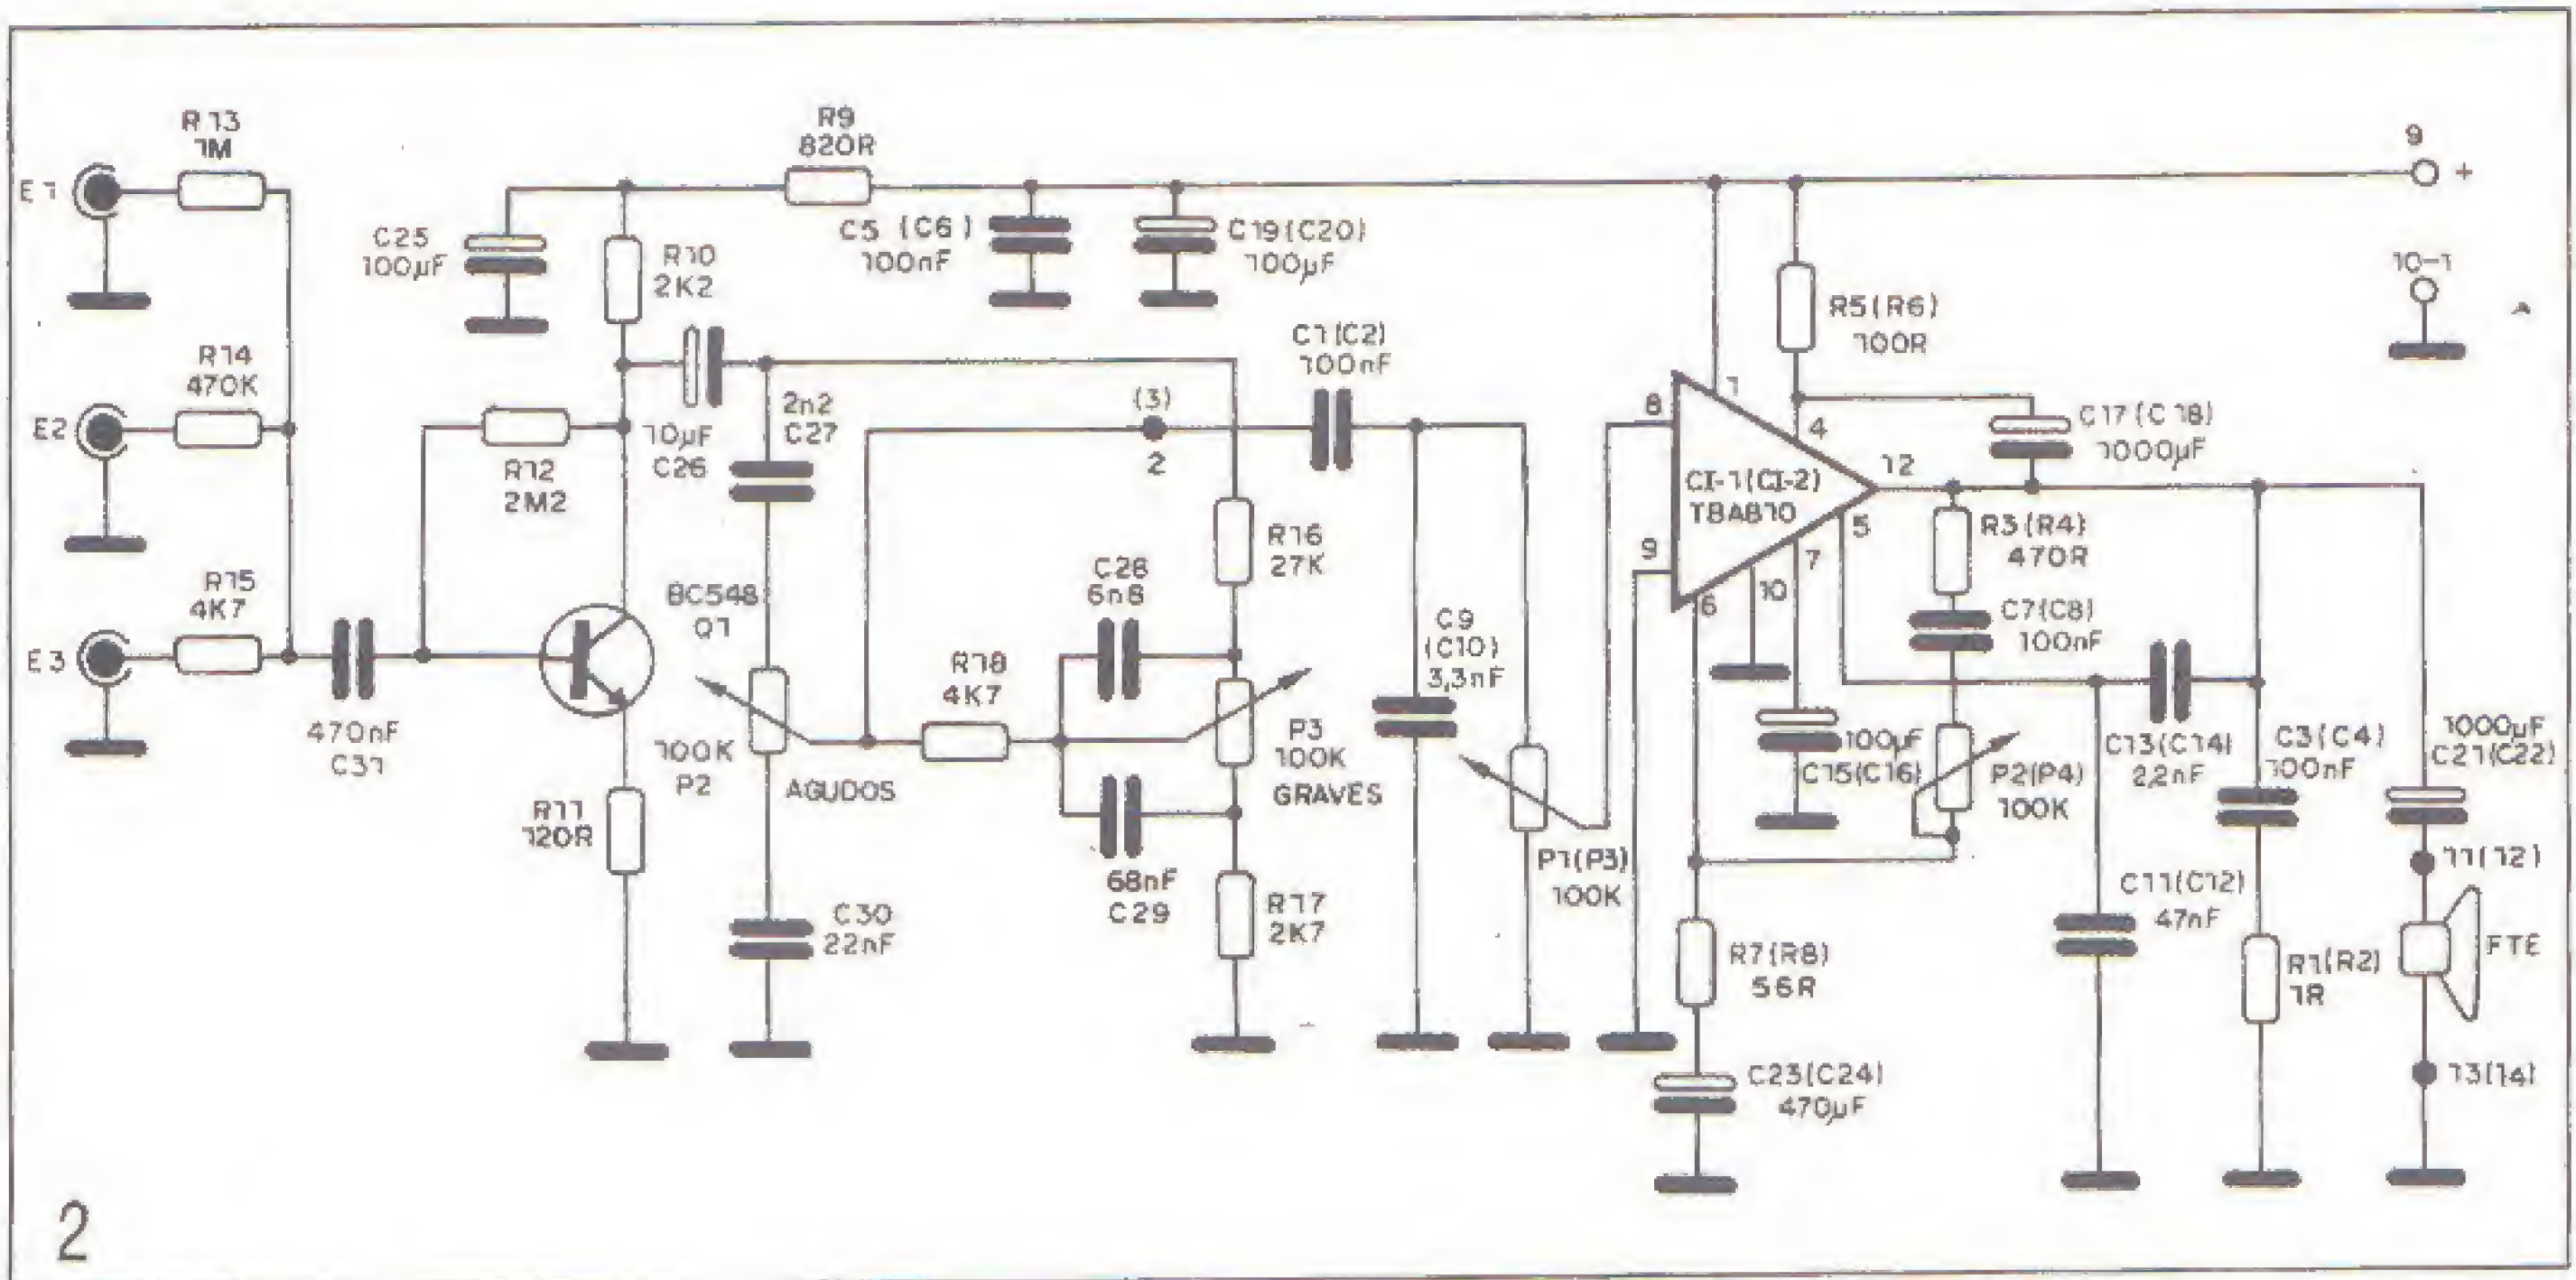 R13
1M
E1
R14
470K
E2
R15
4K7
E3
470nF
C31
C25
100µF
R9
820R
R10
2K2
R12
2M2
10µF
C26
BC548
Q1
R11
120R
2n2
C27
100K
P2
AGUDOS
C30
22nF
R18
4K7
C28
6n8
68nF
C29
R16
27K
P3
100K
GRAVES
R17
2K7
C5 (C6)
100nF
C19(C20)
100µF
(3)
2
C1(C2)
100nF
C9
(C10)
3,3nF
P1(P3)
100K
8
9
1
4
12
5
7
10
6
CI-1(CI-2)
TBA810
R5(R6)
100R
C17(C18)
1000µF
R3(R4)
470R
C7(C8)
100nF
100µF
C15(C16)
P2(P4)
100K
R7(R8)
56R
C23(C24)
470µF
C13(C14)
2,2nF
C11(C12)
47nF
C3(C4)
100nF
R1(R2)
1R
1000µF
C21(C22)
11(12)
FTE
13(14)
9
+
10-1
A
2